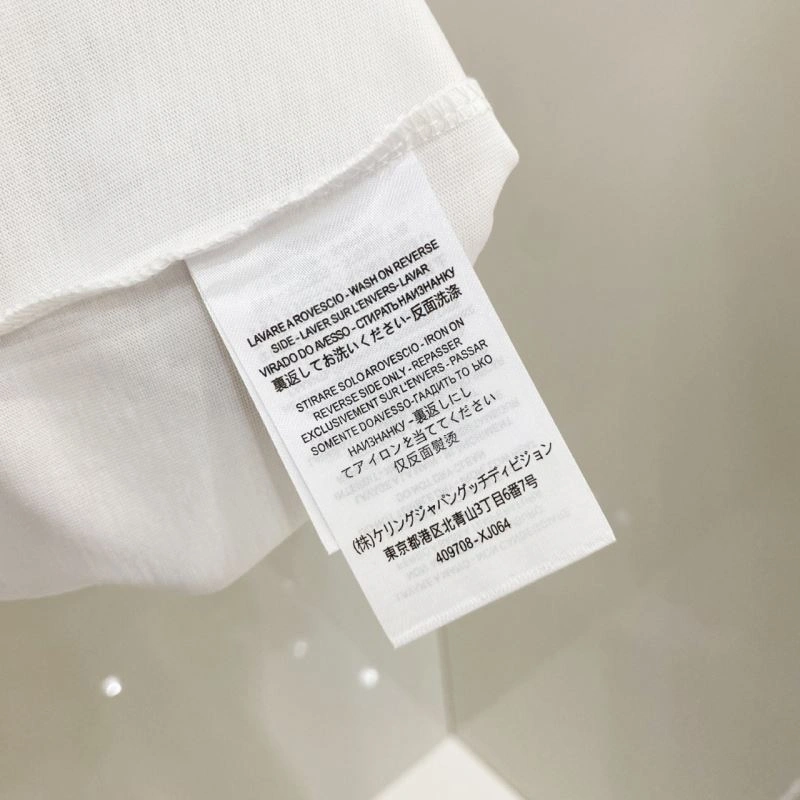 LAVARE A ROVESCIO - WASH ON REVERSE
SIDE - LAVER SUR L'ENVERS - LAVAR
VIRADO DO AVESSO - СТИРАТЬ НАИЗНАНКУ
裏返してお洗いください - 反面洗涤
STIRARE SOLO AROVESCIO - IRON ON
REVERSE SIDE ONLY - REPASSER
EXCLUSIVEMENT SUR L'ENVERS - PASSAR
SOMENTE DOAVESSO-ГААДИТЬ ТО ЬКО
НАИЗНАНКУ - 裏返しにし
てアイロンを当ててください
仅反面熨烫
(株)ケリングジャパングッチディビジョン
東京都港区北青山3丁目6番7号
409708-XJ064